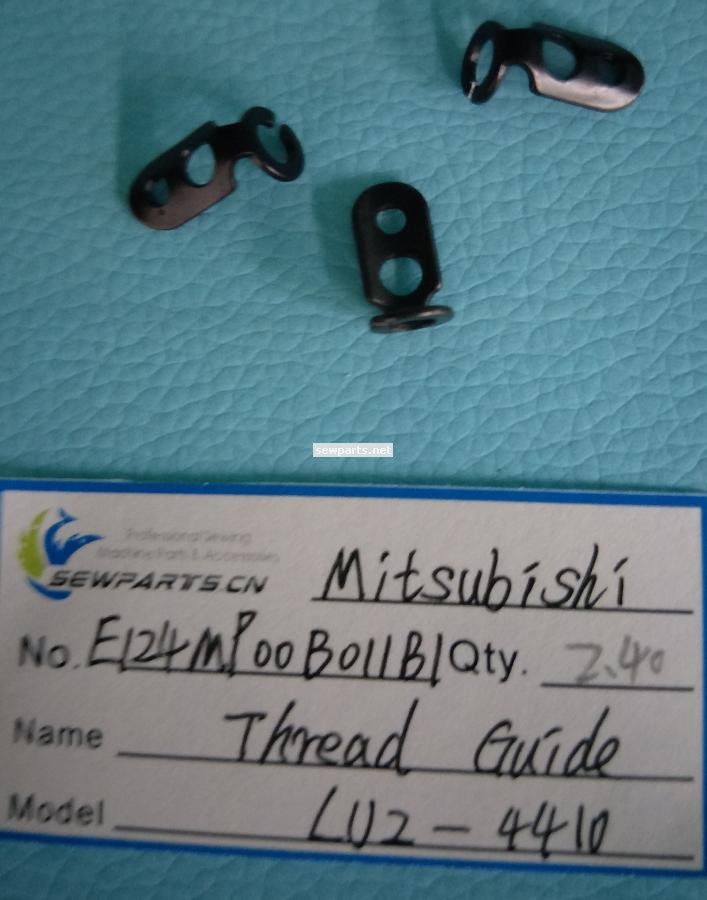 sewparts.net
Professional Sewing
Machine Parts & Accessories
SEWPARTS.CN
Mitsubishi
No. E124MP00B011B1 Qty. 2.40
Name Thread Guide
Model LU2-4410